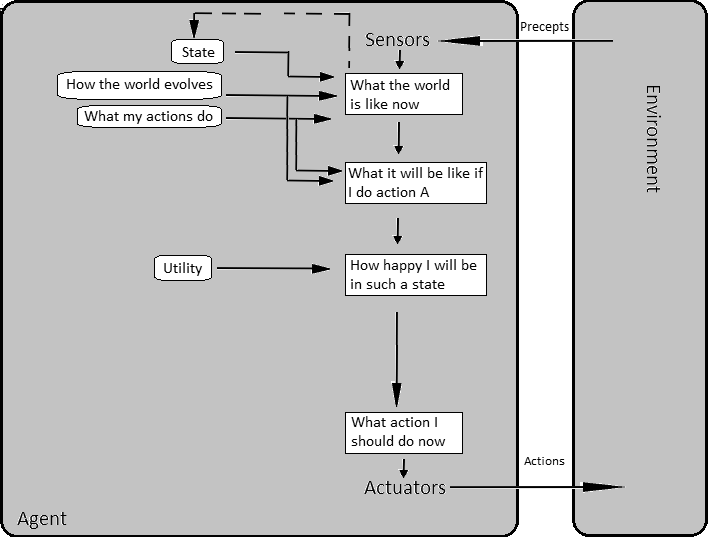 Precepts
Sensors
State
How the world evolves
What my actions do
What the world
is like now
Environment
What it will be like if
I do action A
Utility
How happy I will be
in such a state
What action I
should do now
Actions
Actuators
Agent